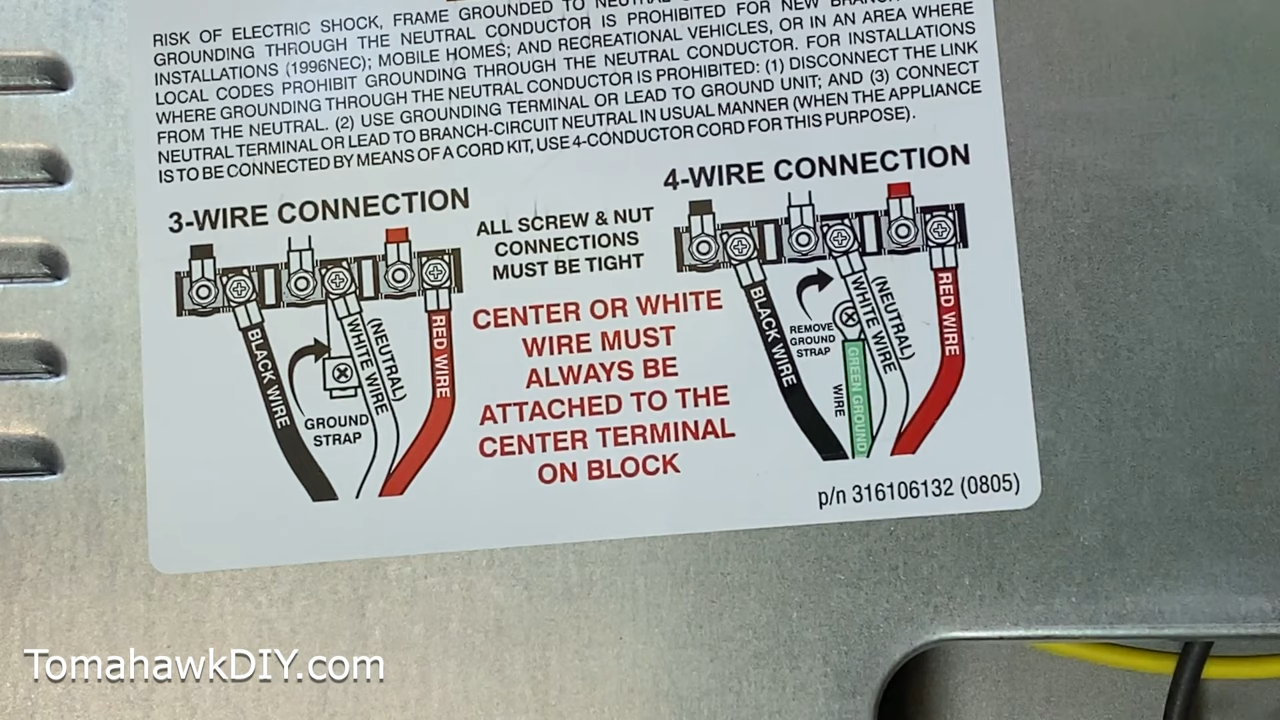 RISK OF ELECTRIC SHOCK, FRAME GROUNDED TO
GROUNDING THROUGH THE NEUTRAL CONDUCTOR IS PROHIBITED FOR NEW
INSTALLATIONS (1996NEC); MOBILE HOMES; AND RECREATIONAL VEHICLES, OR IN AN AREA WHERE
LOCAL CODES PROHIBIT GROUNDING THROUGH THE NEUTRAL CONDUCTOR. FOR INSTALLATIONS
WHERE GROUNDING THROUGH THE NEUTRAL CONDUCTOR IS PROHIBITED: (1) DISCONNECT THE LINK
FROM THE NEUTRAL. (2) USE GROUNDING TERMINAL OR LEAD TO GROUND UNIT; AND (3) CONNECT
NEUTRAL TERMINAL OR LEAD TO BRANCH-CIRCUIT NEUTRAL IN USUAL MANNER (WHEN THE APPLIANCE
IS TO BE CONNECTED BY MEANS OF A CORD KIT, USE 4-CONDUCTOR CORD FOR THIS PURPOSE).
3-WIRE CONNECTION
BLACK WIRE
GROUND
STRAP
(NEUTRAL)
WHITE WIRE
RED WIRE
ALL SCREW & NUT
CONNECTIONS
MUST BE TIGHT
CENTER OR WHITE
WIRE MUST
ALWAYS BE
ATTACHED TO THE
CENTER TERMINAL
ON BLOCK
4-WIRE CONNECTION
BLACK WIRE
REMOVE
GROUND
STRAP
GREEN GROUND
WIRE
(NEUTRAL)
WHITE WIRE
RED WIRE
p/n 316106132 (0805)
TomahawkDIY.com